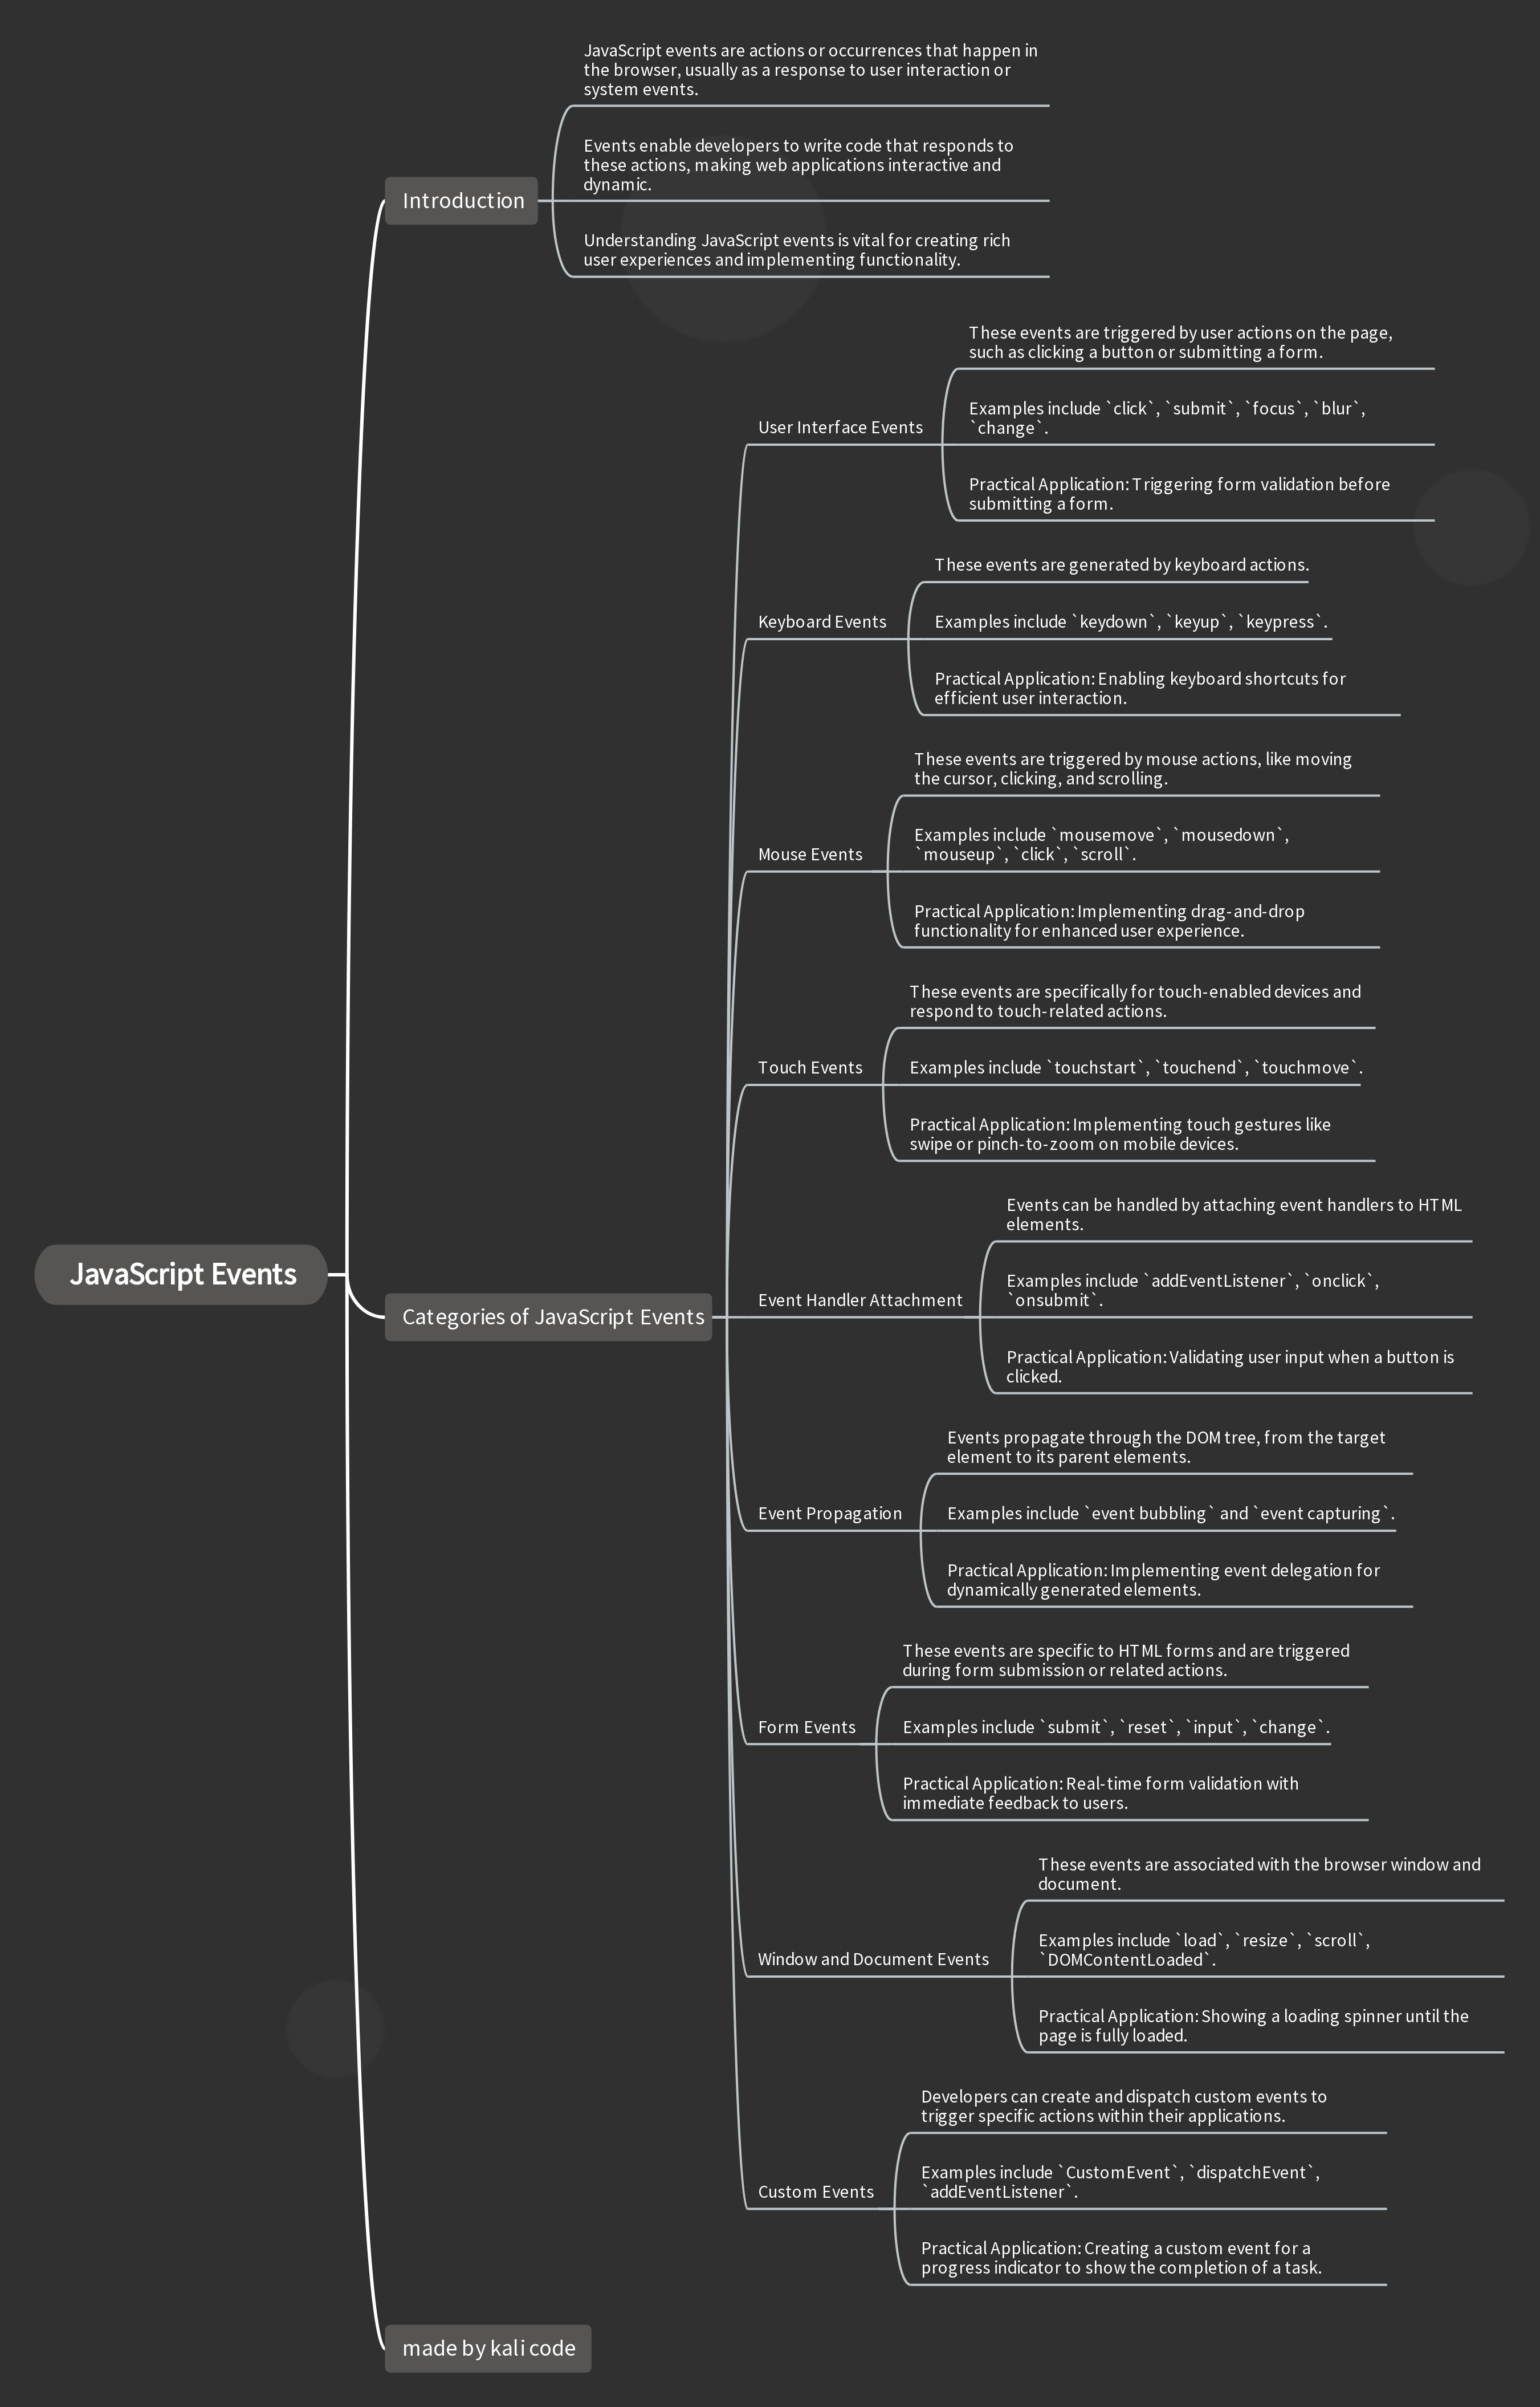 JavaScript events are actions or occurrences that happen in
the browser, usually as a response to user interaction or
system events.
Events enable developers to write code that responds to
these actions, making web applications interactive and
dynamic.
Introduction
Understanding JavaScript events is vital for creating rich
user experiences and implementing functionality.
These events are triggered by user actions on the page,
such as clicking a button or submitting a form.
User Interface Events
Examples include `click`, `submit`, `focus`, `blur`,
`change`.
Practical Application: Triggering form validation before
submitting a form.
These events are generated by keyboard actions.
Keyboard Events
Examples include `keydown`, `keyup`, `keypress`.
Practical Application: Enabling keyboard shortcuts for
efficient user interaction.
These events are triggered by mouse actions, like moving
the cursor, clicking, and scrolling.
Mouse Events
Examples include `mousemove`, `mousedown`,
`mouseup`, `click`, `scroll`.
Practical Application: Implementing drag-and-drop
functionality for enhanced user experience.
These events are specifically for touch-enabled devices and
respond to touch-related actions.
Touch Events
Examples include `touchstart`, `touchend`, `touchmove`.
Practical Application: Implementing touch gestures like
swipe or pinch-to-zoom on mobile devices.
JavaScript Events
Categories of JavaScript Events
Events can be handled by attaching event handlers to HTML
elements.
Event Handler Attachment
Examples include `addEventListener`, `onclick`,
`onsubmit`.
Practical Application: Validating user input when a button is
clicked.
Events propagate through the DOM tree, from the target
element to its parent elements.
Event Propagation
Examples include `event bubbling` and `event capturing`.
Practical Application: Implementing event delegation for
dynamically generated elements.
These events are specific to HTML forms and are triggered
during form submission or related actions.
Form Events
Examples include `submit`, `reset`, `input`, `change`.
Practical Application: Real-time form validation with
immediate feedback to users.
These events are associated with the browser window and
document.
Window and Document Events
Examples include `load`, `resize`, `scroll`,
`DOMContentLoaded`.
Practical Application: Showing a loading spinner until the
page is fully loaded.
Developers can create and dispatch custom events to
trigger specific actions within their applications.
Custom Events
Examples include `CustomEvent`, `dispatchEvent`,
`addEventListener`.
Practical Application: Creating a custom event for a
progress indicator to show the completion of a task.
made by kali code